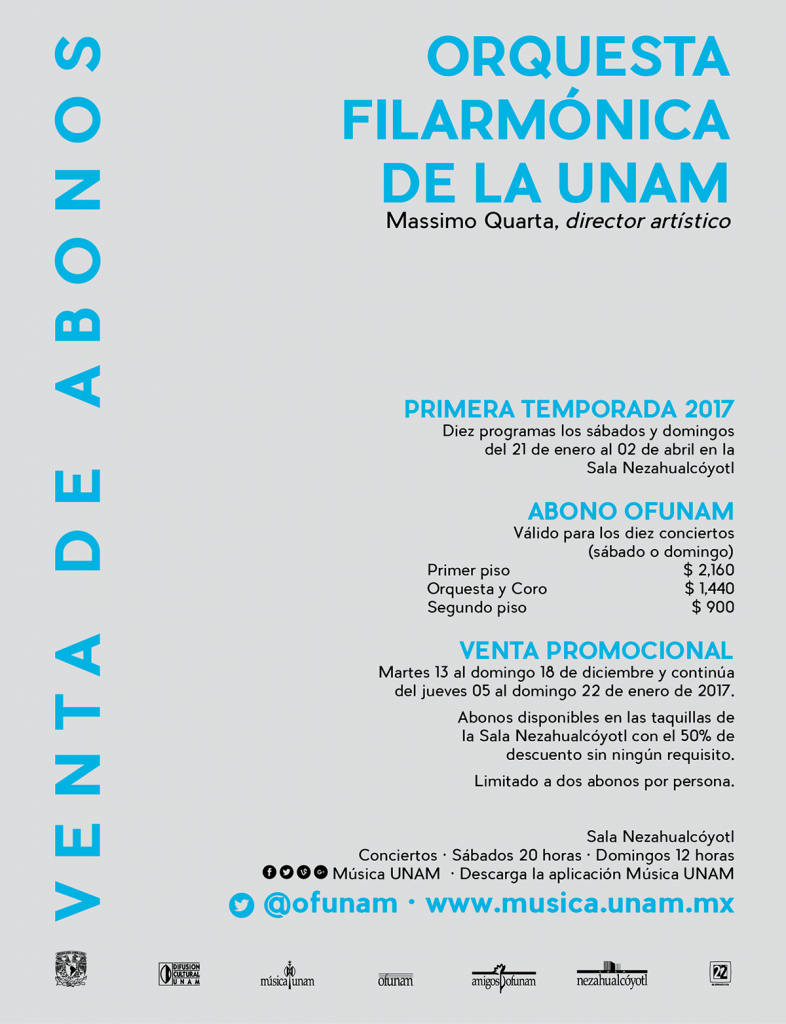 VENTA DE ABONOS
ORQUESTA
FILARMÓNICA
DE LA UNAM
Massimo Quarta, director artístico
PRIMERA TEMPORADA 2017
Diez programas los sábados y domingos
del 21 de enero al 02 de abril en la
Sala Nezahualcóyotl
ABONO OFUNAM
Válido para los diez conciertos
(sábado o domingo)
Primer piso $ 2,160
Orquesta y Coro $ 1,440
Segundo piso $ 900
VENTA PROMOCIONAL
Martes 13 al domingo 18 de diciembre y continúa
del jueves 05 al domingo 22 de enero de 2017.
Abonos disponibles en las taquillas de
la Sala Nezahualcóyotl con el 50% de
descuento sin ningún requisito.
Limitado a dos abonos por persona.
Sala Nezahualcóyotl
Conciertos · Sábados 20 horas · Domingos 12 horas
Música UNAM · Descarga la aplicación Música UNAM
@ofunam · www.musica.unam.mx
DIFUSION
CULTURAL
UNAM
música unam
ofunam
amigos ofunam
nezahualcóyotl
22